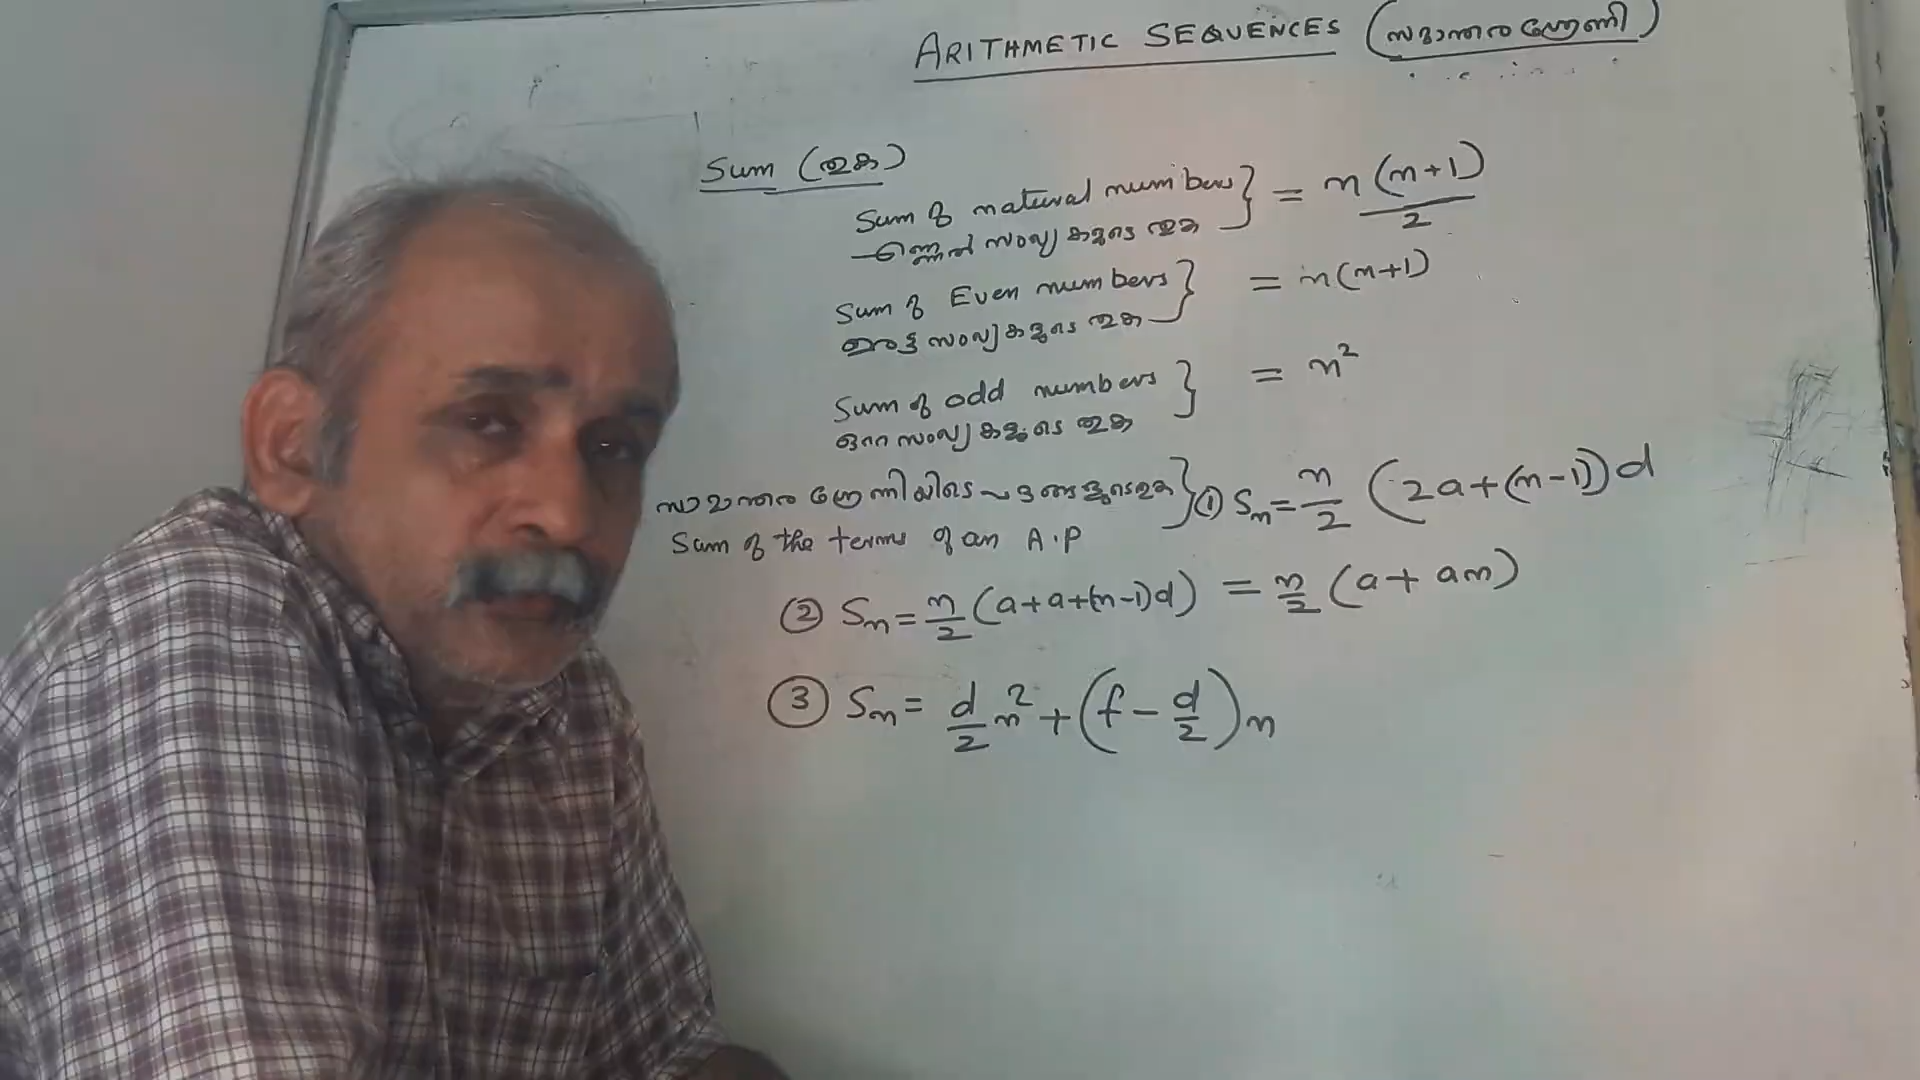 ARITHMETIC SEQUENCES (സമാന്തര ശ്രേണി)
Sum (തുക)
Sum of natural numbers } = n(n+1)/2
എണ്ണൽ സംഖ്യകളുടെ തുക
Sum of Even numbers } = n(n+1)
ഇരട്ട സംഖ്യകളുടെ തുക
Sum of odd numbers } = n²
ഒറ്റ സംഖ്യകളുടെ തുക
സമാന്തര ശ്രേണിയിടെ പദങ്ങളുടെ തുക } ① Sn = n/2 (2a+(n-1))d
Sum of the terms of an A.P
② Sn = n/2 (a+a+(n-1)d) = n/2 (a+an)
③ Sn = d/2 n² + (f - d/2)n